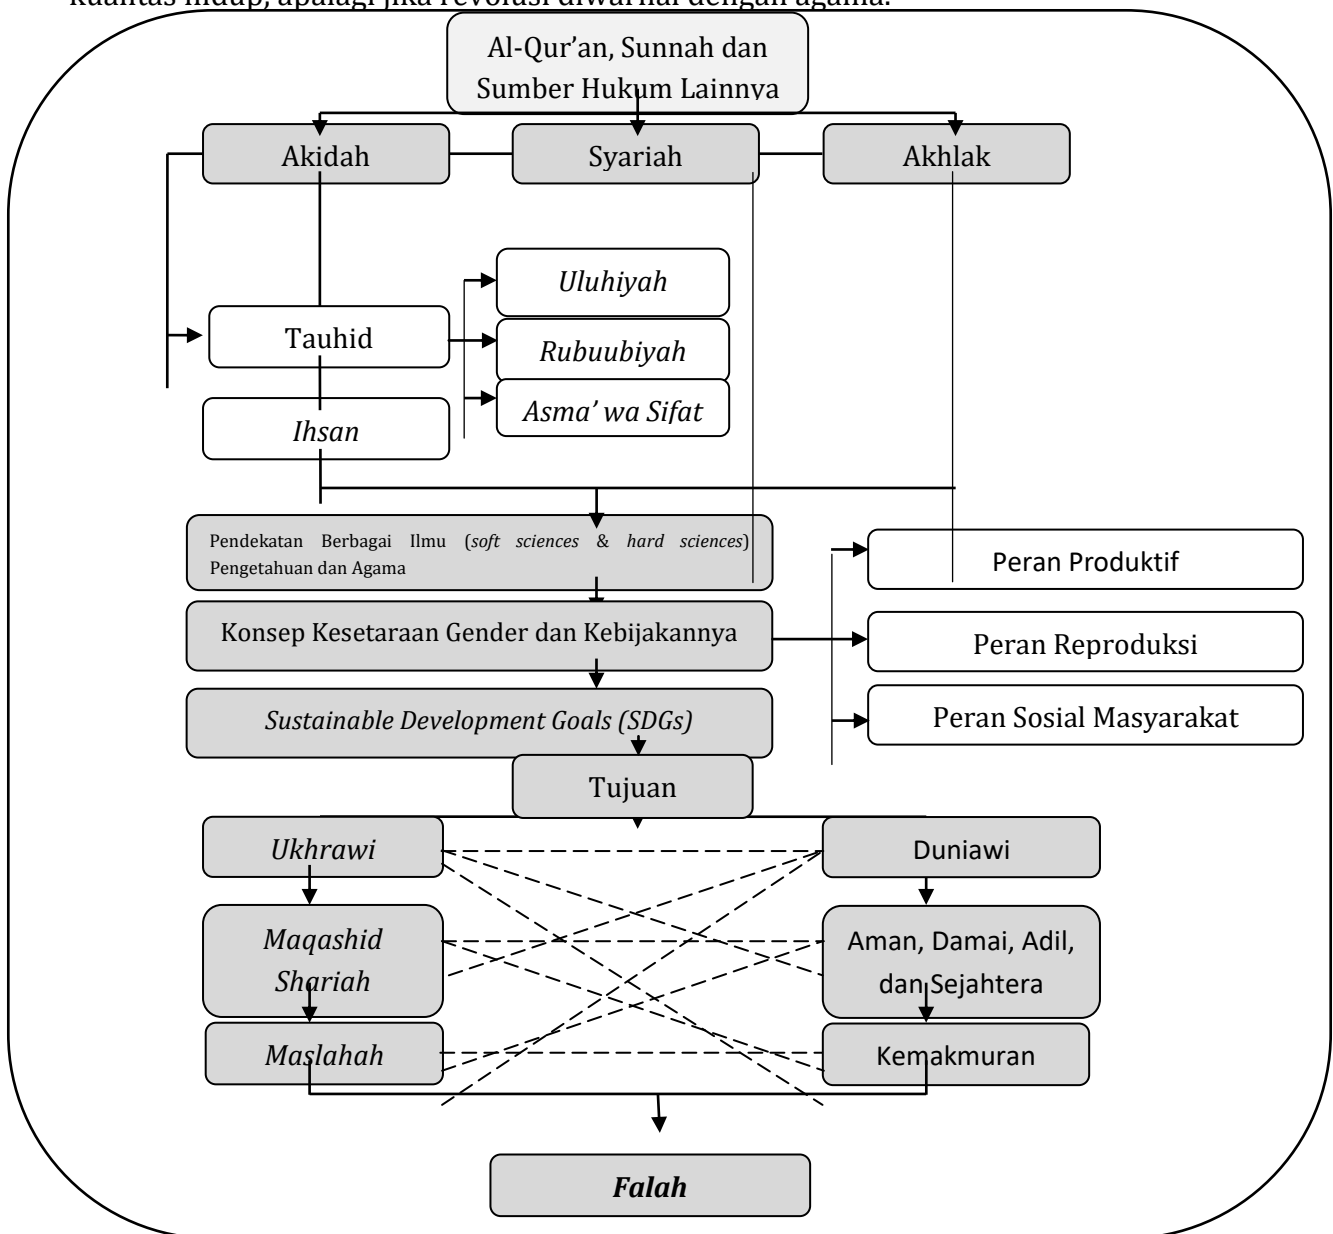 kualitas hidup, apalagi jika revolusi diwarnai dengan agama.
Al-Qur’an, Sunnah dan
Sumber Hukum Lainnya
Akidah
Syariah
Akhlak
Uluhiyah
Tauhid
Rubuubiyah
Asma’ wa Sifat
Ihsan
Pendekatan Berbagai Ilmu (soft sciences & hard sciences)
Pengetahuan dan Agama
Peran Produktif
Konsep Kesetaraan Gender dan Kebijakannya
Peran Reproduksi
Sustainable Development Goals (SDGs)
Peran Sosial Masyarakat
Tujuan
Ukhrawi
Duniawi
Maqashid
Shariah
Aman, Damai, Adil,
dan Sejahtera
Maslahah
Kemakmuran
Falah